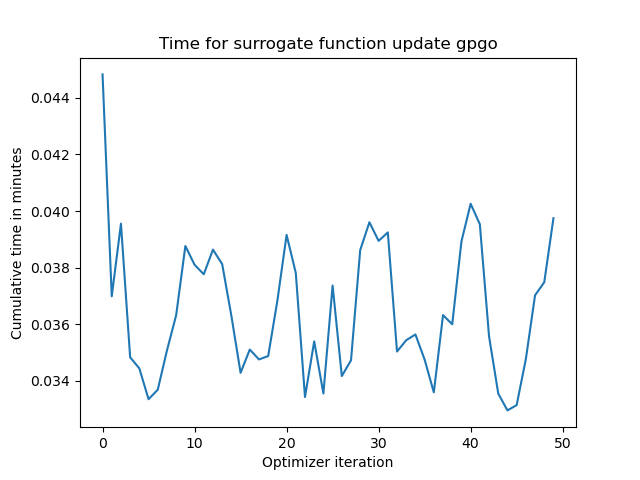 Time for surrogate function update gpgo
Cumulative time in minutes
0.044
0.042
0.040
0.038
0.036
0.034
0 10 20 30 40 50
Optimizer iteration